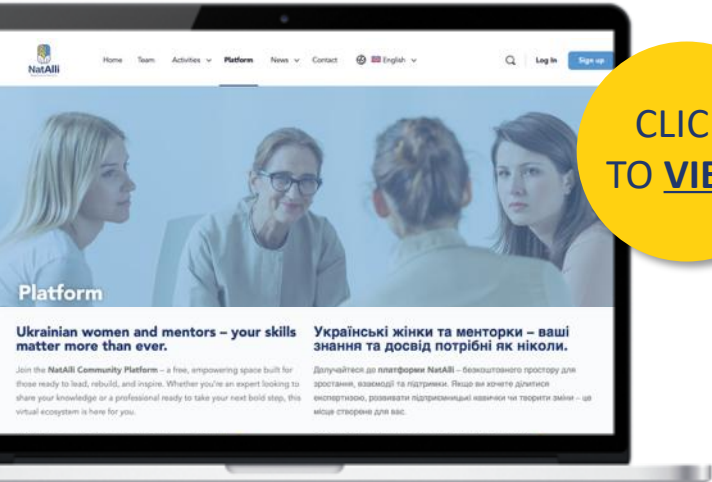 NatAlli
Home Team Activities Platform News Contact English Log In Sign up
CLIC
TO VIE
Platform
Ukrainian women and mentors – your skills
matter more than ever.
Join the NatAlli Community Platform – a free, empowering space built for
those ready to lead, rebuild, and inspire. Whether you're an expert looking to
share your knowledge or a professional ready to take your next bold step, this
virtual ecosystem is here for you.
Українські жінки та менторки – ваші
знання та досвід потрібні як ніколи.
Долучайтеся до платформи NatAlli – безкоштовного простору для
зростання, взаємодії та підтримки. Якщо ви хочете ділитися
експертизою, розвивати підприємницькі навички чи творити зміни – це
місце створене для вас.